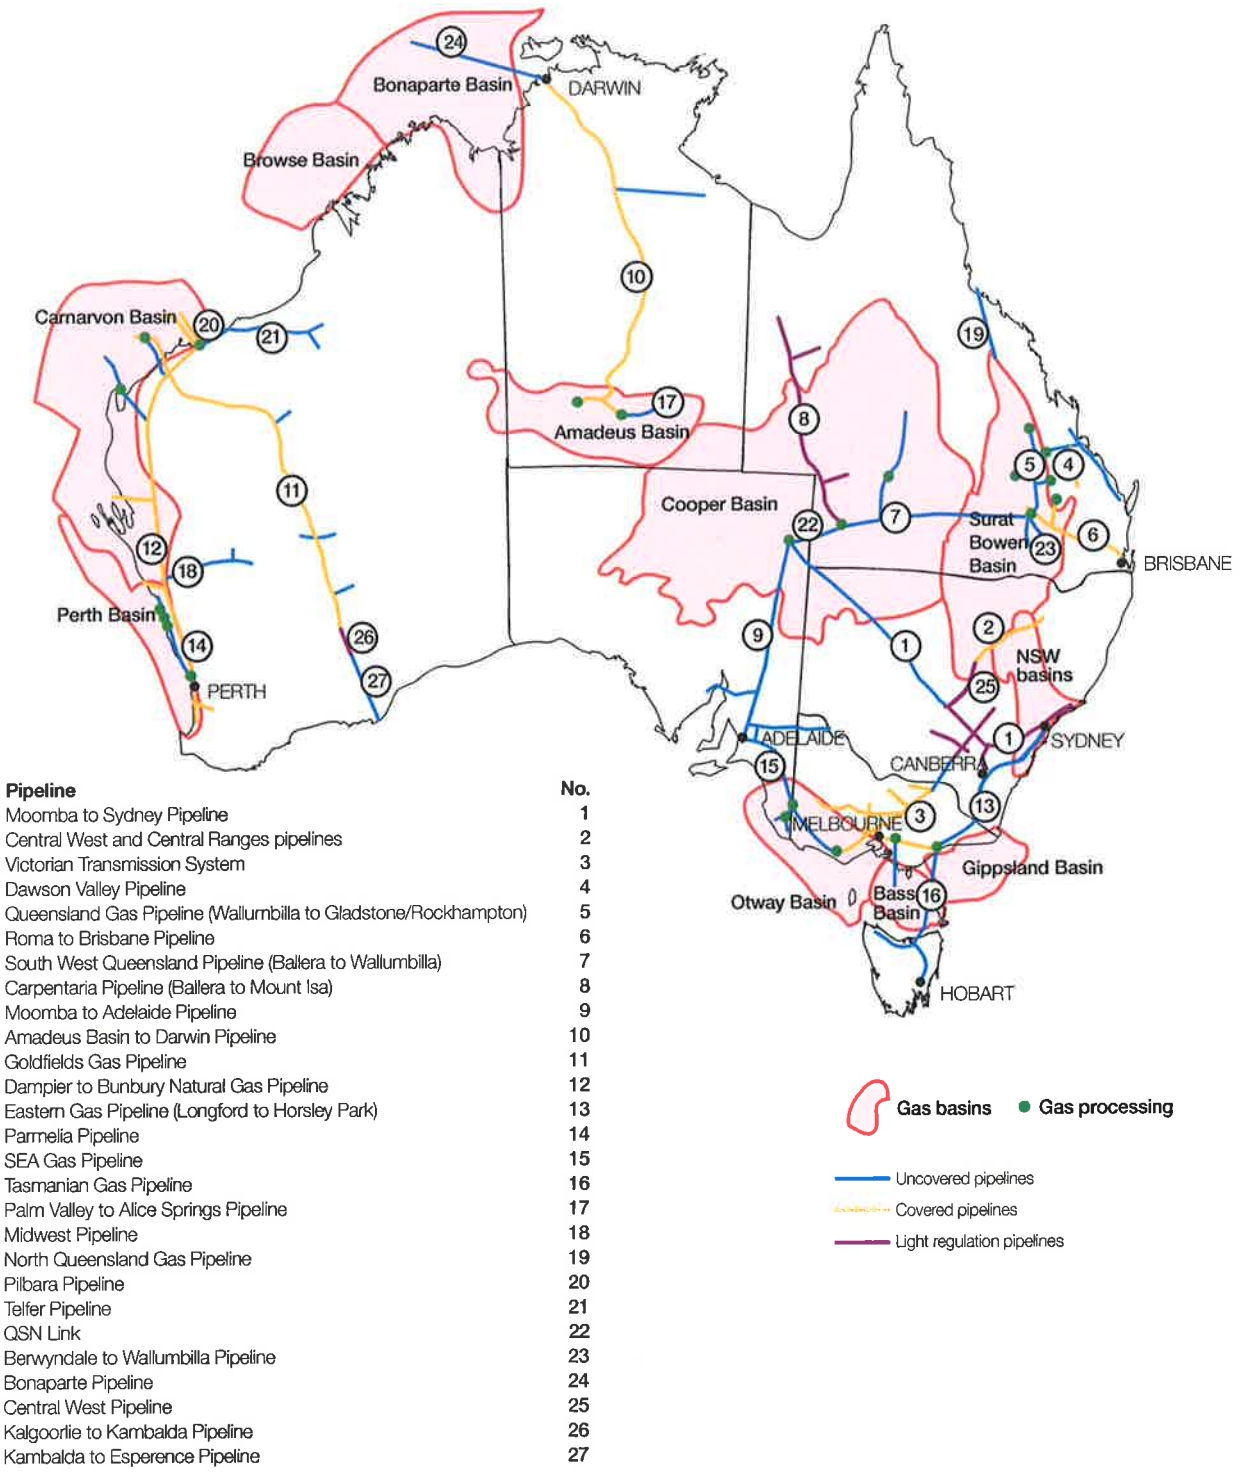 24
Bonaparte Basin
DARWIN
Browse Basin
10
Carnarvon Basin
20
21
19
17
Amadeus Basin
8
5
4
Cooper Basin
11
22
7
Surat
Bowen
Basin
23
6
BRISBANE
12
18
Perth Basin
14
26
9
1
2
NSW
basins
25
27
PERTH
ADELAIDE
1
SYDNEY
CANBERRA
15
13
MELBOURNE
3
Gippsland Basin
Otway Basin
Bass
Basin
16
HOBART
Pipeline No.
Moomba to Sydney Pipeline 1
Central West and Central Ranges pipelines 2
Victorian Transmission System 3
Dawson Valley Pipeline 4
Queensland Gas Pipeline (Wallumbilla to Gladstone/Rockhampton) 5
Roma to Brisbane Pipeline 6
South West Queensland Pipeline (Ballera to Wallumbilla) 7
Carpentaria Pipeline (Ballera to Mount Isa) 8
Moomba to Adelaide Pipeline 9
Amadeus Basin to Darwin Pipeline 10
Goldfields Gas Pipeline 11
Dampier to Bunbury Natural Gas Pipeline 12
Eastern Gas Pipeline (Longford to Horsley Park) 13
Parmelia Pipeline 14
SEA Gas Pipeline 15
Tasmanian Gas Pipeline 16
Palm Valley to Alice Springs Pipeline 17
Midwest Pipeline 18
North Queensland Gas Pipeline 19
Pilbara Pipeline 20
Telfer Pipeline 21
QSN Link 22
Berwyndale to Wallumbilla Pipeline 23
Bonaparte Pipeline 24
Central West Pipeline 25
Kalgoorlie to Kambalda Pipeline 26
Kambalda to Esperence Pipeline 27
Gas basins
Gas processing
Uncovered pipelines
Covered pipelines
Light regulation pipelines